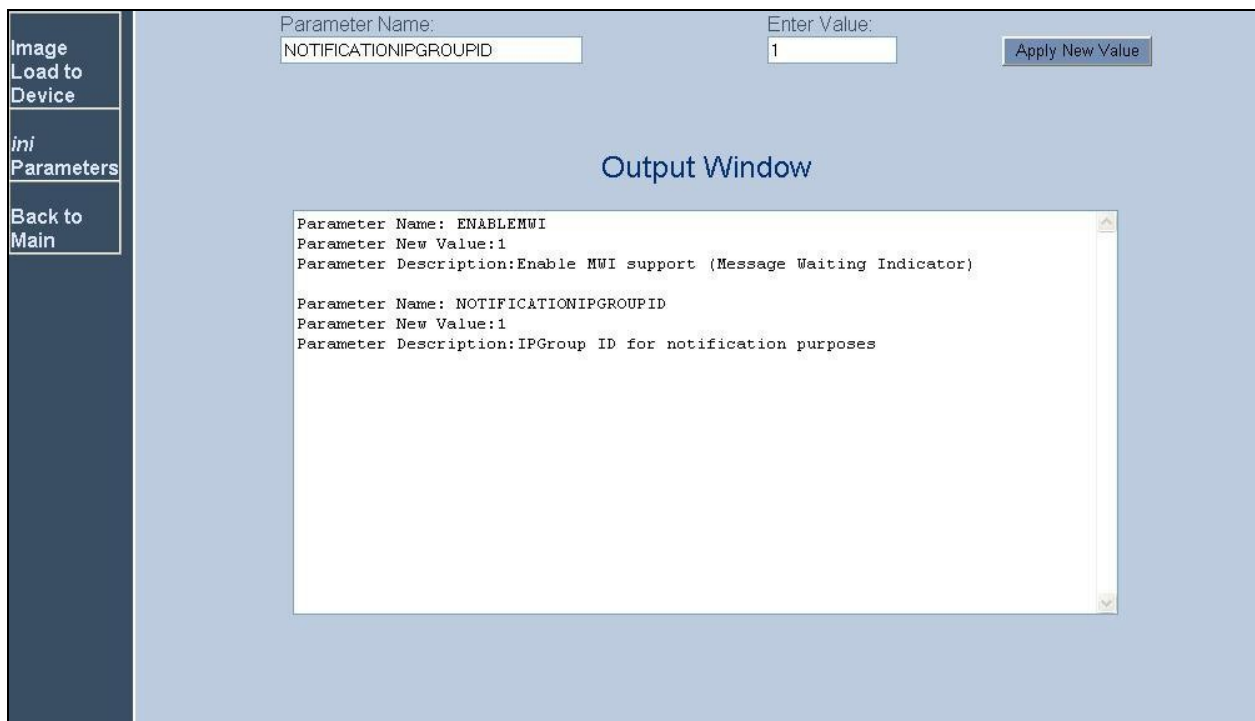 Image
Load to
Device
ini
Parameters
Back to
Main
Parameter Name:
NOTIFICATIONIPGROUPID
Enter Value:
1
Apply New Value
Output Window
Parameter Name: ENABLEMWI
Parameter New Value:1
Parameter Description:Enable MWI support (Message Waiting Indicator)
Parameter Name: NOTIFICATIONIPGROUPID
Parameter New Value:1
Parameter Description:IPGroup ID for notification purposes